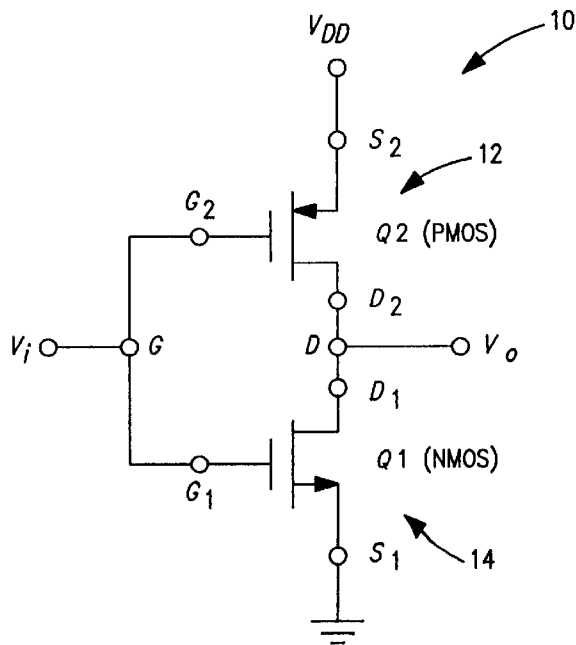 V_DD
10
S_2
12
G_2
Q2 (PMOS)
D_2
V_i
G
D
V_o
D_1
Q1 (NMOS)
G_1
S_1
14